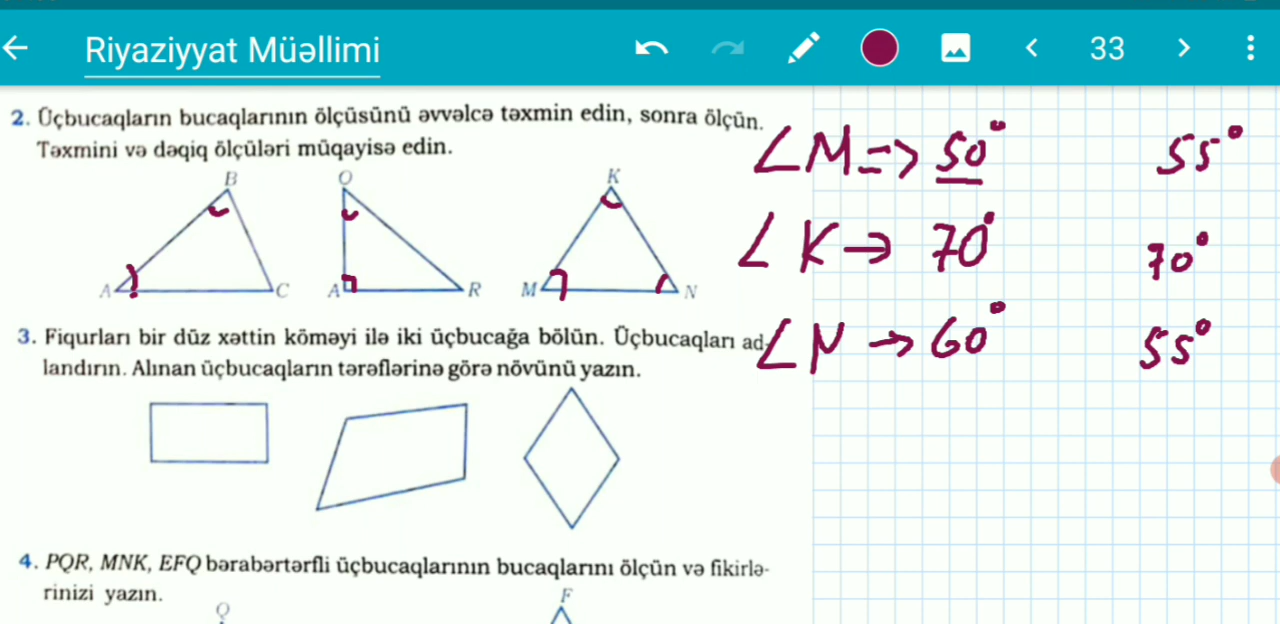 Riyaziyyat Müəllimi
33
2. Üçbucaqların bucaqlarının ölçüsünü əvvəlcə təxmin edin, sonra ölçün.
Təxmini və dəqiq ölçüləri müqayisə edin.
B
A
C
O
A
R
K
M
N
∠M => 50° 55°
∠K → 70° 70°
∠N → 60° 55°
3. Fiqurları bir düz xəttin köməyi ilə iki üçbucağa bölün. Üçbucaqları ad-
landırın. Alınan üçbucaqların tərəflərinə görə növünü yazın.
4. PQR, MNK, EFQ bərabərtərfli üçbucaqlarının bucaqlarını ölçün və fikirlə-
rinizi yazın.
Q
F